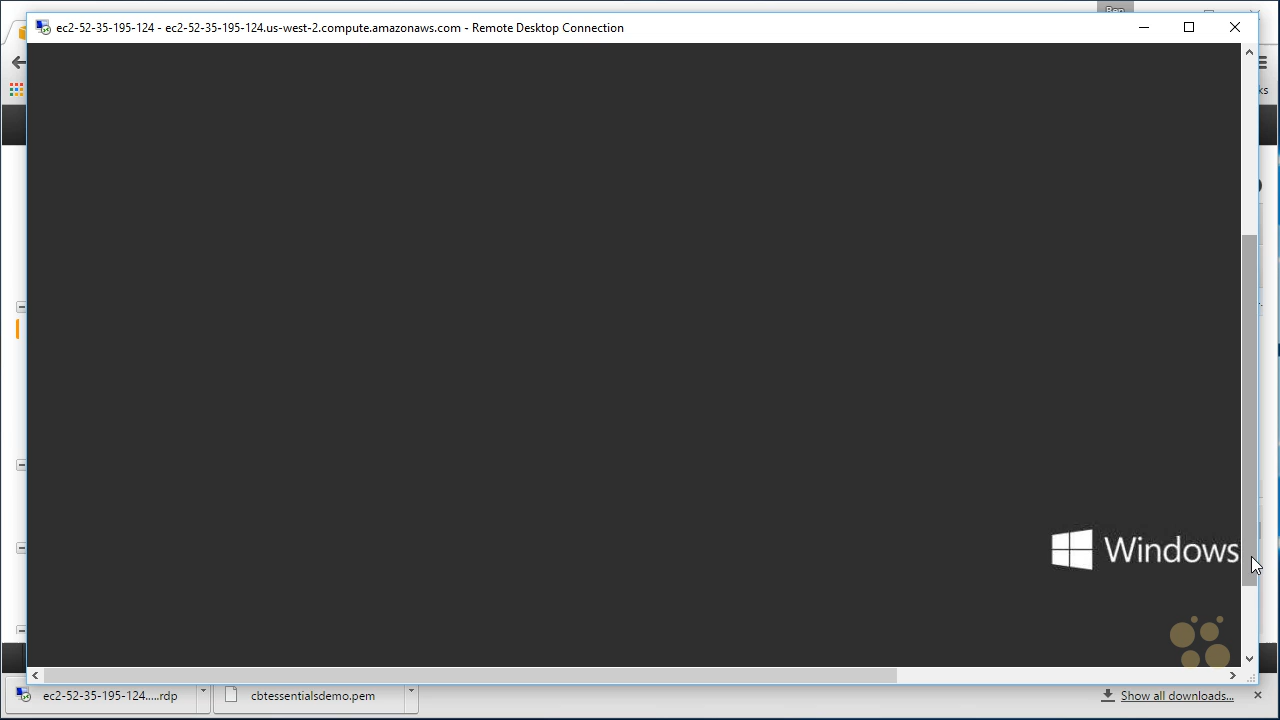 ec2-52-35-195-124 - ec2-52-35-195-124.us-west-2.compute.amazonaws.com - Remote Desktop Connection
ks
Windows
ec2-52-35-195-124.....rdp
cbtessentialsdemo.pem
Show all downloads...